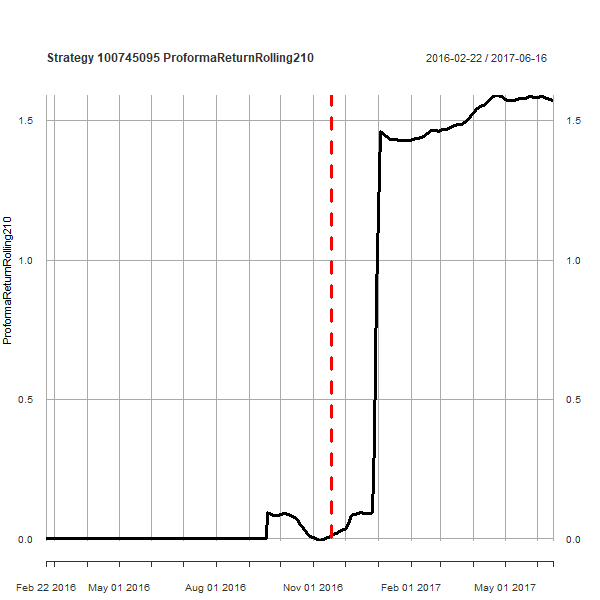 Strategy 100745095 ProformaReturnRolling210
2016-02-22 / 2017-06-16
ProformaReturnRolling210
1.5
1.5
1.0
1.0
0.5
0.5
0.0
0.0
Feb 22 2016
May 01 2016
Aug 01 2016
Nov 01 2016
Feb 01 2017
May 01 2017